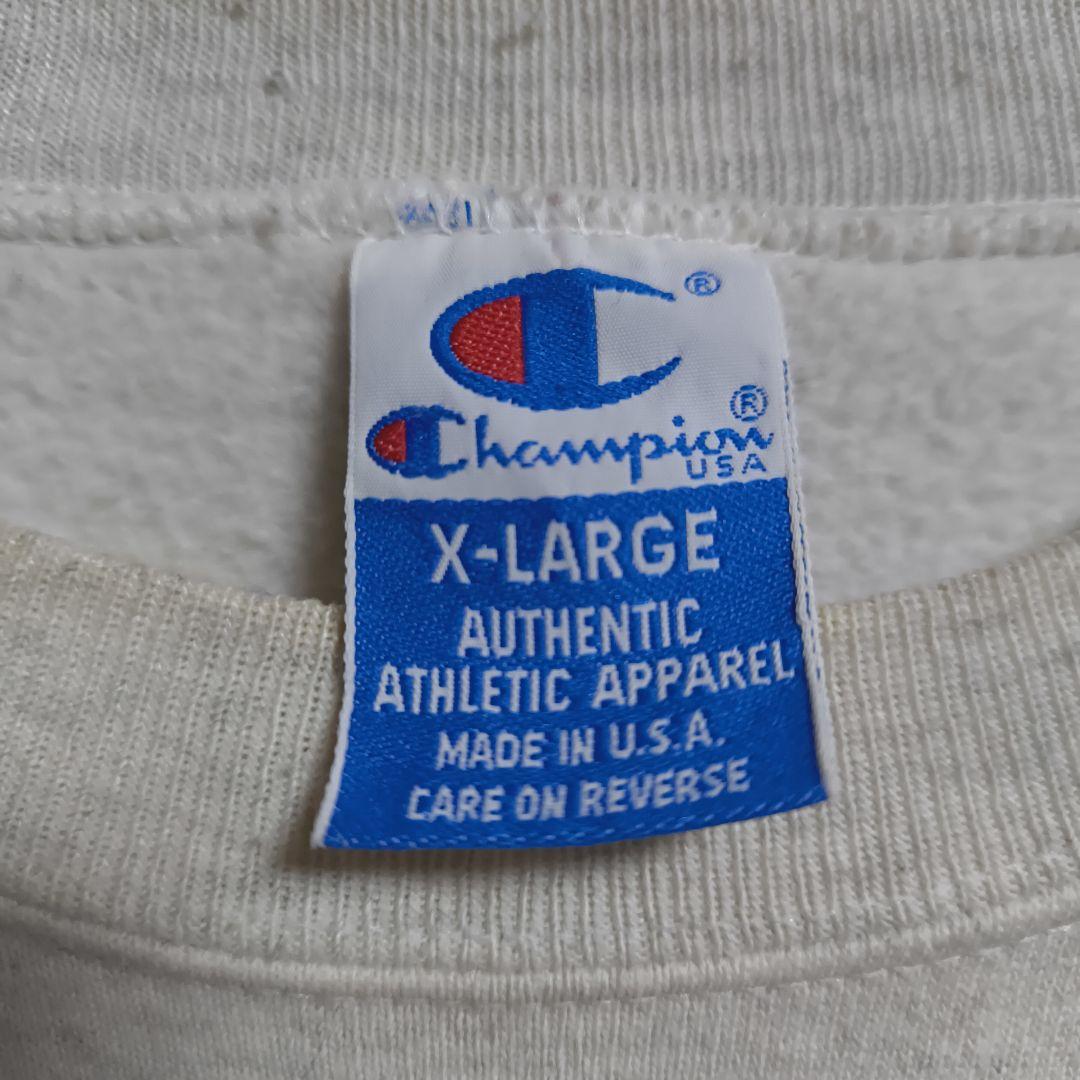 ®
Champion®
USA
X-LARGE
AUTHENTIC
ATHLETIC APPAREL
MADE IN U.S.A.
CARE ON REVERSE